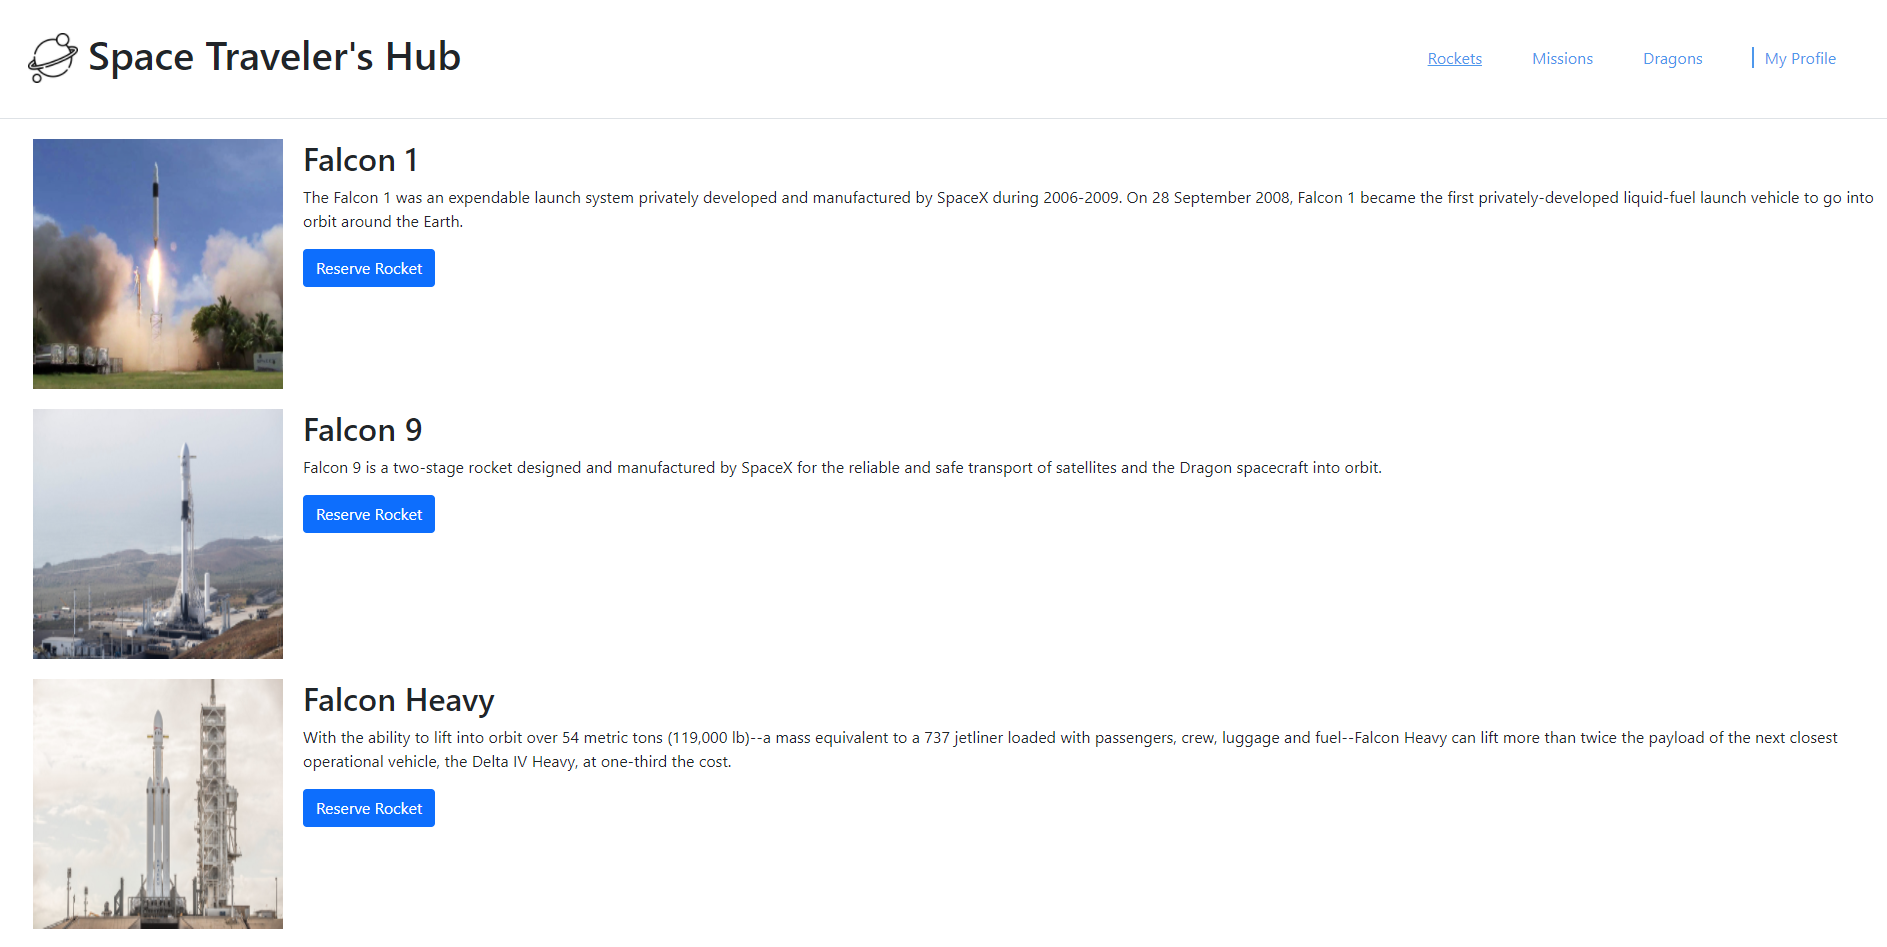 Space Traveler's Hub
Rockets Missions Dragons My Profile
Falcon 1
The Falcon 1 was an expendable launch system privately developed and manufactured by SpaceX during 2006-2009. On 28 September 2008, Falcon 1 became the first privately-developed liquid-fuel launch vehicle to go into
orbit around the Earth.
Reserve Rocket
Falcon 9
Falcon 9 is a two-stage rocket designed and manufactured by SpaceX for the reliable and safe transport of satellites and the Dragon spacecraft into orbit.
Reserve Rocket
Falcon Heavy
With the ability to lift into orbit over 54 metric tons (119,000 lb)--a mass equivalent to a 737 jetliner loaded with passengers, crew, luggage and fuel--Falcon Heavy can lift more than twice the payload of the next closest
operational vehicle, the Delta IV Heavy, at one-third the cost.
Reserve Rocket